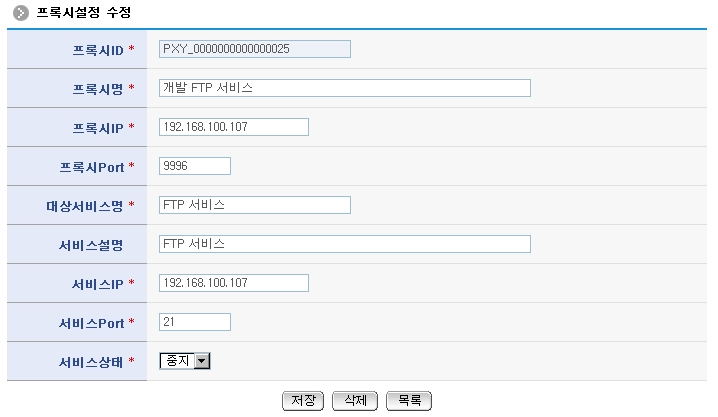 프록시설정 수정
프록시ID * PXY_0000000000000025
프록시명 * 개발 FTP 서비스
프록시IP * 192.168.100.107
프록시Port * 9996
대상서비스명 * FTP 서비스
서비스설명 FTP 서비스
서비스IP * 192.168.100.107
서비스Port * 21
서비스상태 * 중지
저장 삭제 목록